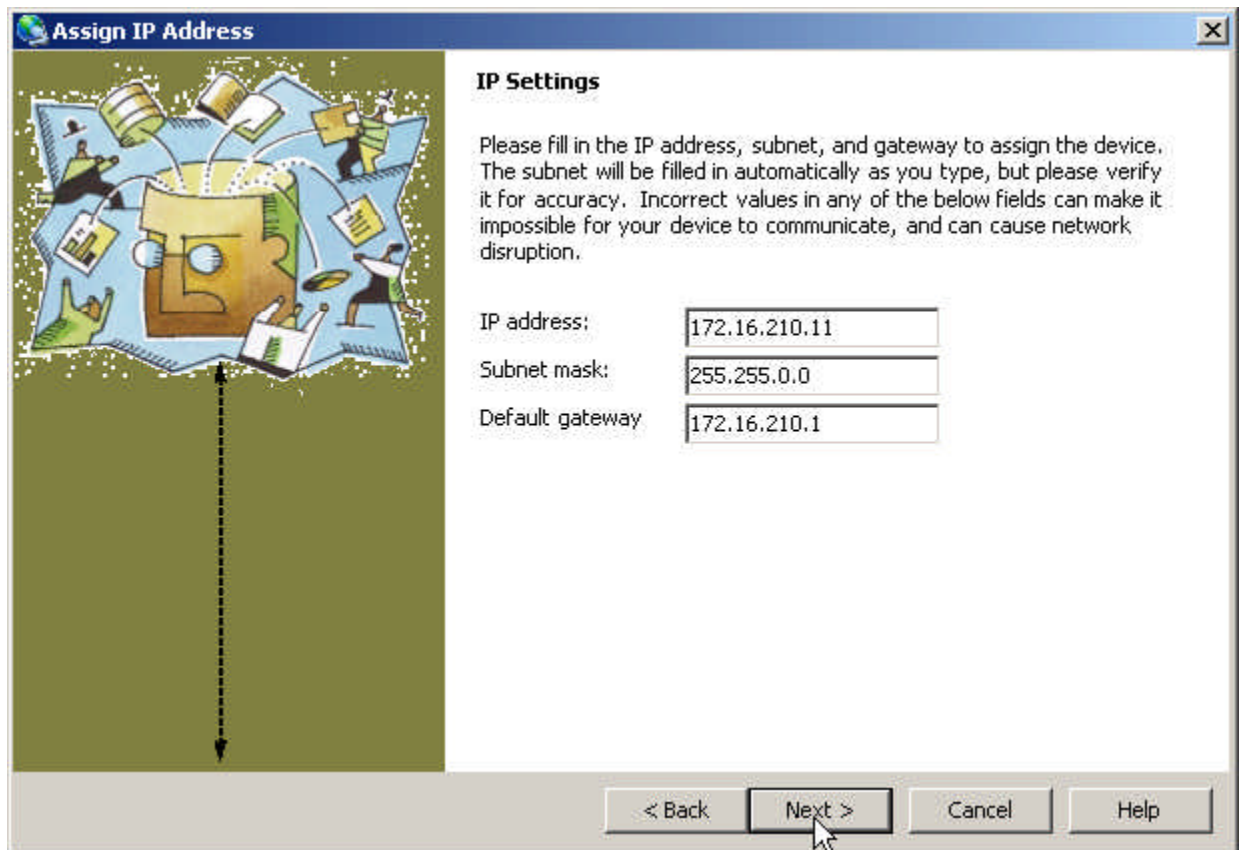 Assign IP Address
IP Settings
Please fill in the IP address, subnet, and gateway to assign the device.
The subnet will be filled in automatically as you type, but please verify
it for accuracy.  Incorrect values in any of the below fields can make it
impossible for your device to communicate, and can cause network
disruption.
IP address: 172.16.210.11
Subnet mask: 255.255.0.0
Default gateway 172.16.210.1
< Back Next > Cancel Help